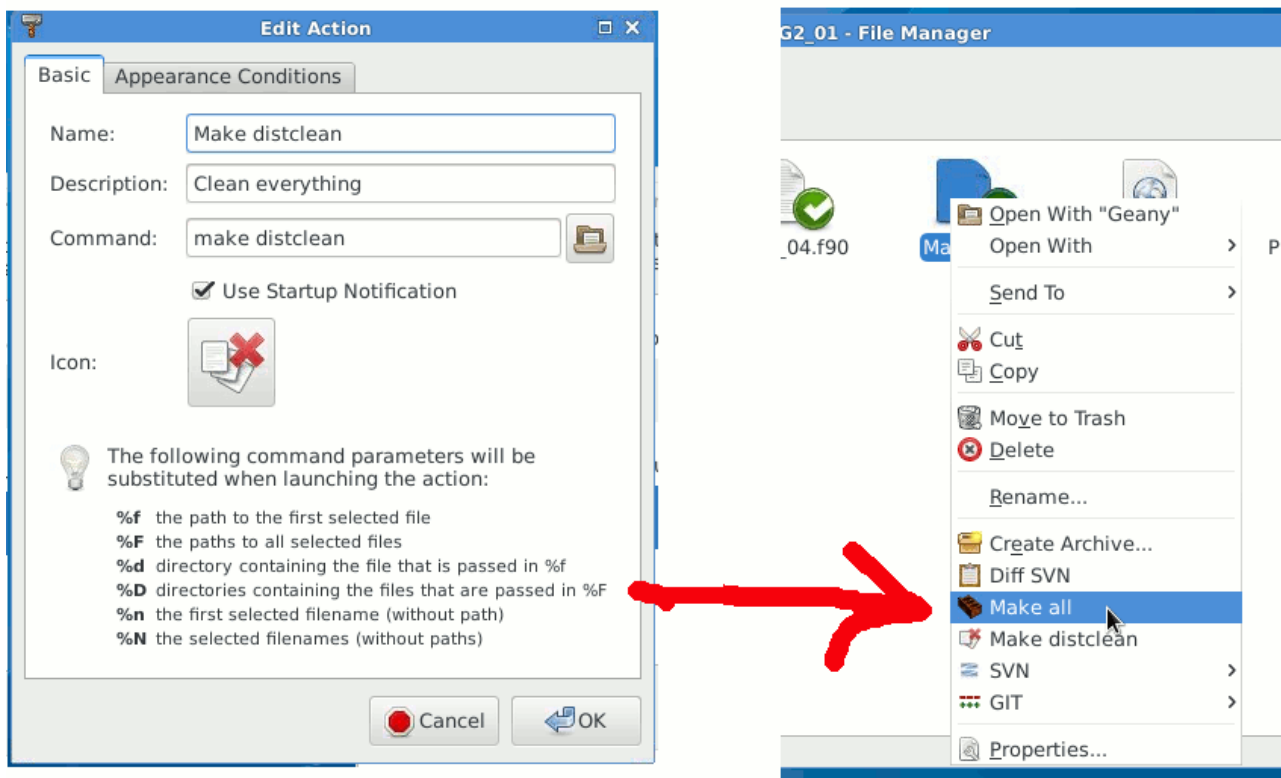 Edit Action
Basic
Appearance Conditions
Name:
Make distclean
Description:
Clean everything
Command:
make distclean
Use Startup Notification
Icon:
The following command parameters will be
substituted when launching the action:
%f the path to the first selected file
%F the paths to all selected files
%d directory containing the file that is passed in %f
%D directories containing the files that are passed in %F
%n the first selected filename (without path)
%N the selected filenames (without paths)
Cancel
OK
G2_01 - File Manager
_04.f90
Ma
P
Open With "Geany"
Open With
Send To
Cut
Copy
Move to Trash
Delete
Rename...
Create Archive...
Diff SVN
Make all
Make distclean
SVN
GIT
Properties...